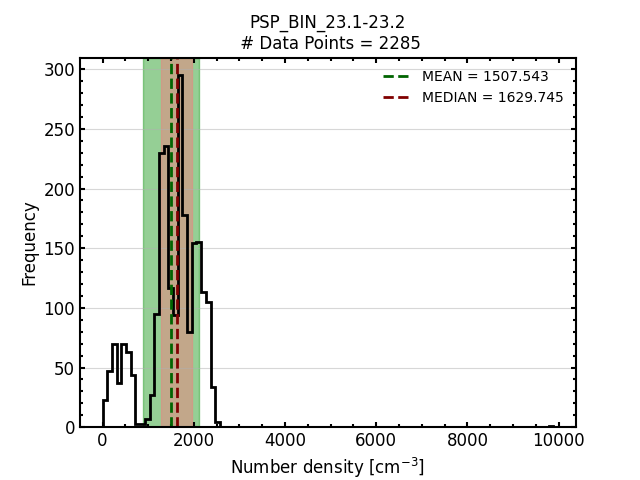 PSP_BIN_23.1-23.2
# Data Points = 2285
MEAN = 1507.543
MEDIAN = 1629.745
Frequency
300
250
200
150
100
50
0
0 2000 4000 6000 8000 10000
Number density [cm⁻³]